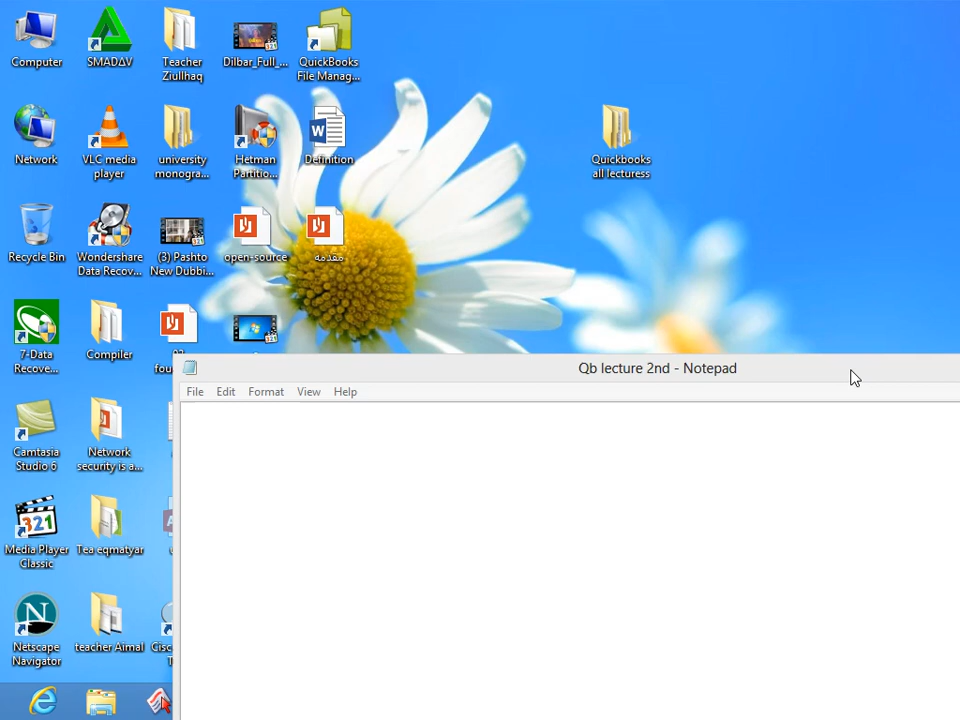 Computer
SMADΔV
Teacher
Ziullhaq
Dilbar_Full_...
QuickBooks
File Manag...
Network
VLC media
player
university
monogra...
Hetman
Partitio...
Definition
Quickbooks
all lecturess
Recycle Bin
Wondershare
Data Recov...
(3) Pashto
New Dubbi...
open-source
مقدمه
7-Data
Recove...
Compiler
Qb lecture 2nd - Notepad
File Edit Format View Help
Camtasia
Studio 6
Network
security is a...
Media Player
Classic
Tea eqmatyar
Netscape
Navigator
teacher Aimal